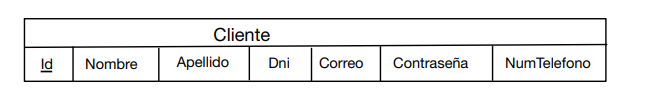 Cliente
Id Nombre Apellido Dni Correo Contraseña NumTelefono